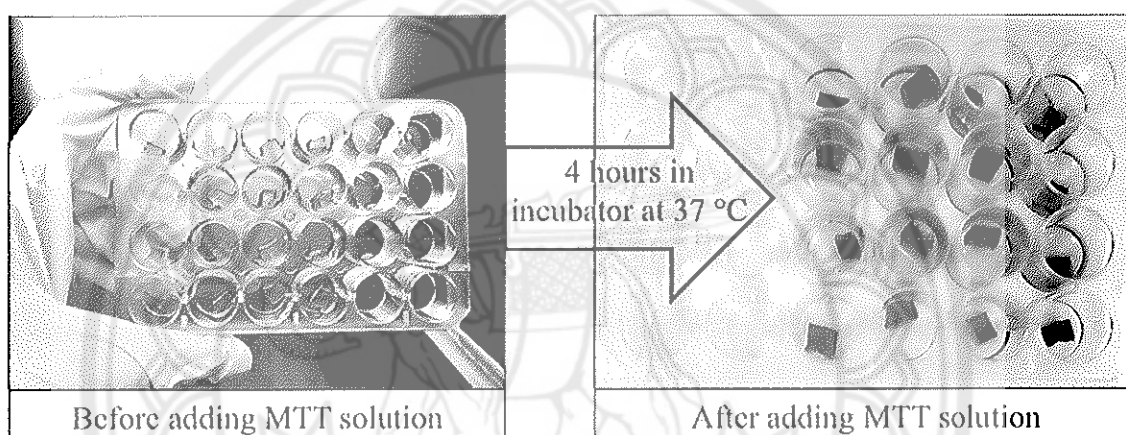 4 hours in
incubator at 37 °C
Before adding MTT solution
After adding MTT solution